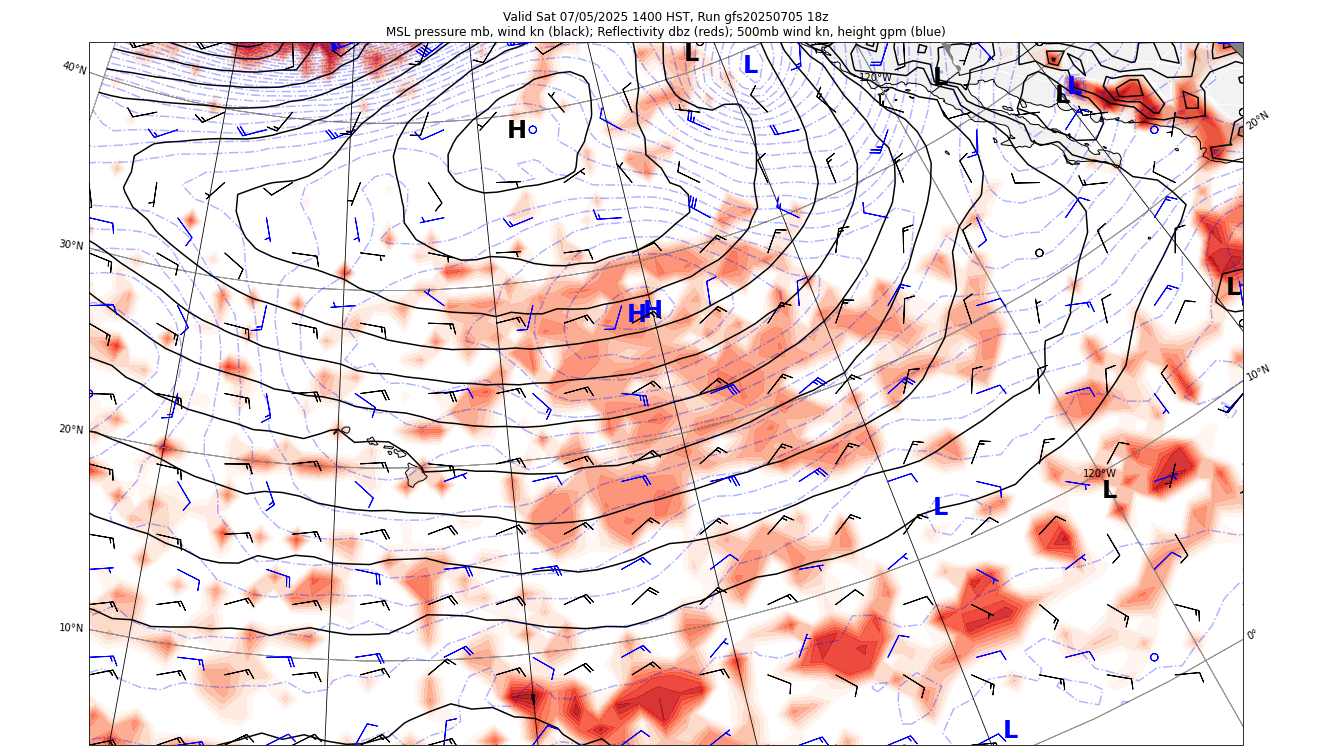 Valid Sat 07/05/2025 1400 HST, Run gfs20250705 18z
MSL pressure mb, wind kn (black); Reflectivity dbz (reds); 500mb wind kn, height gpm (blue)
L
L
40°N
120°W
L
L
L
20°N
H
30°N
L
H
H
10°N
20°N
120°W
L
L
10°N
0°
L